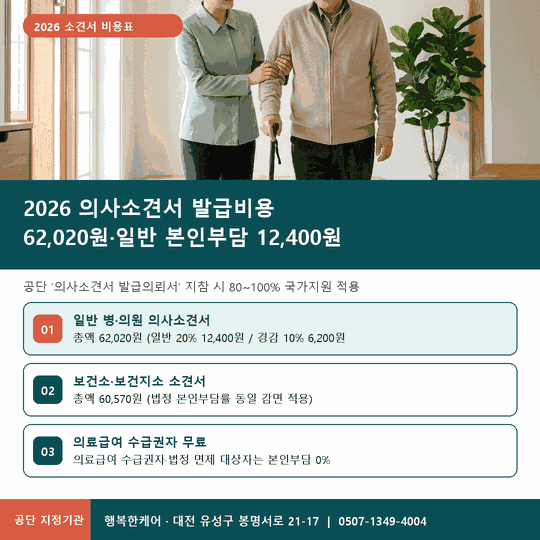 2026 소견서 비용표
2026 의사소견서 발급비용
62,020원·일반 본인부담 12,400원
공단 '의사소견서 발급의뢰서' 지참 시 80~100% 국가지원 적용
01
일반 병·의원 의사소견서
총액 62,020원 (일반 20% 12,400원 / 경감 10% 6,200원
02
보건소·보건지소 소견서
총액 60,570원 (법정 본인부담률 동일 감면 적용)
03
의료급여 수급권자 무료
의료급여 수급권자·법정 면제 대상자는 본인부담 0%
공단 지정기관
행복한케어 · 대전 유성구 봉명서로 21-17 | 0507-1349-4004